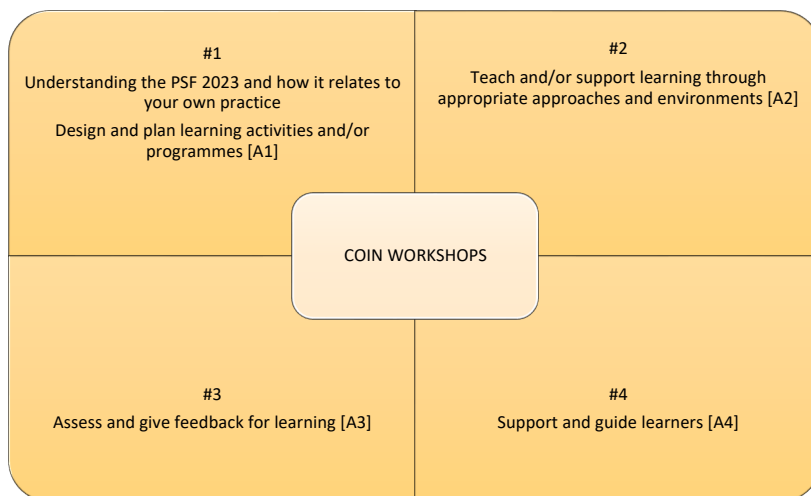 #1
Understanding the PSF 2023 and how it relates to
your own practice
Design and plan learning activities and/or
programmes [A1]
#2
Teach and/or support learning through
appropriate approaches and environments [A2]
COIN WORKSHOPS
#3
Assess and give feedback for learning [A3]
#4
Support and guide learners [A4]